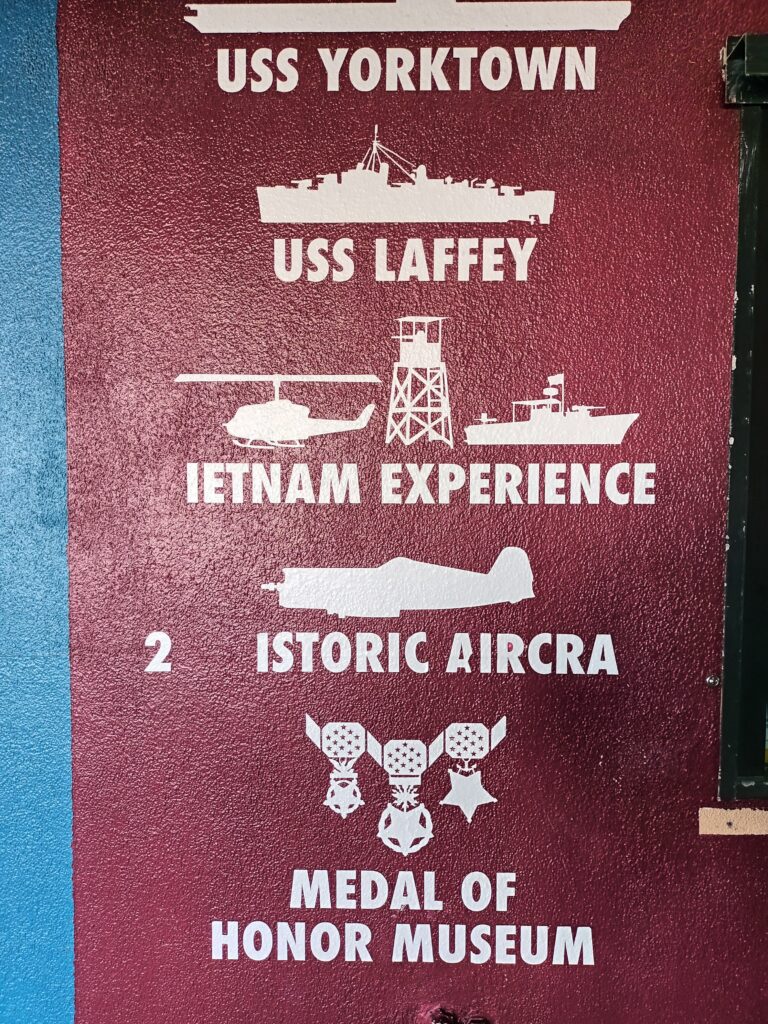 USS YORKTOWN
USS LAFFEY
IETNAM EXPERIENCE
2 ISTORIC AIRCRA
MEDAL OF
HONOR MUSEUM